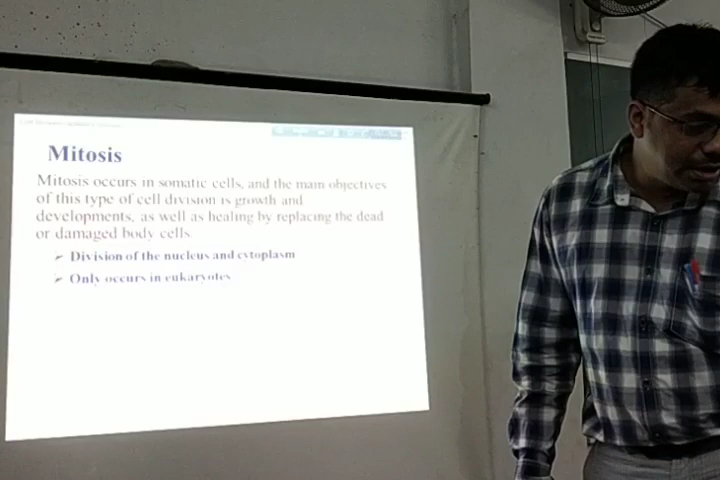 Mitosis
Mitosis occurs in somatic cells, and the main objectives
of this type of cell division is growth and
developments, as well as healing by replacing the dead
or damaged body cells.
➢ Division of the nucleus and cytoplasm
➢ Only occurs in eukaryotes